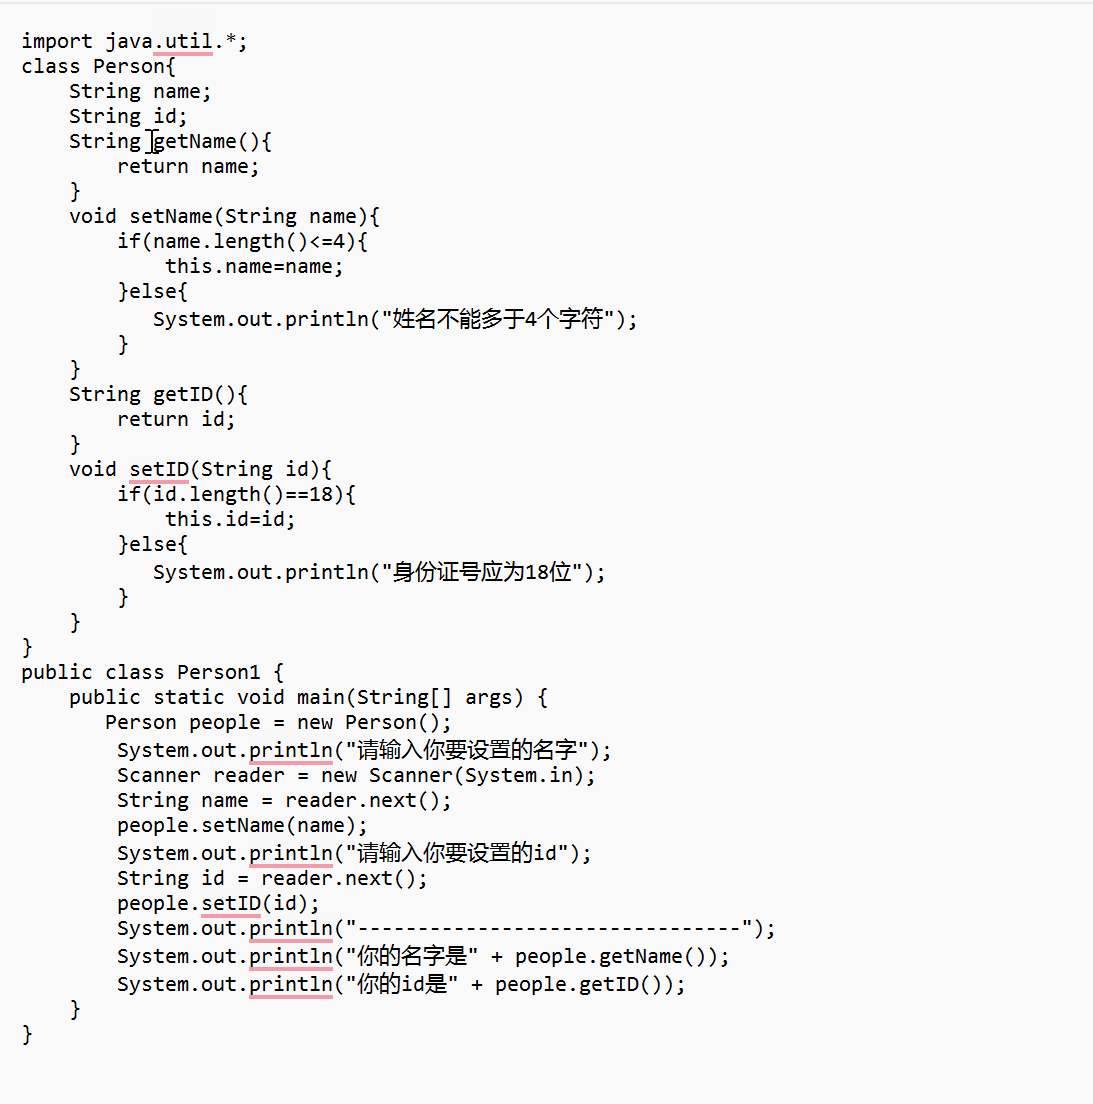 import java.util.*;
class Person{
    String name;
    String id;
    String getName(){
        return name;
    }
    void setName(String name){
        if(name.length()<=4){
            this.name=name;
        }else{
           System.out.println("姓名不能多于4个字符");
        }
    }
    String getID(){
        return id;
    }
    void setID(String id){
        if(id.length()==18){
            this.id=id;
        }else{
           System.out.println("身份证号应为18位");
        }
    }
}
public class Person1 {
    public static void main(String[] args) {
       Person people = new Person();
        System.out.println("请输入你要设置的名字");
        Scanner reader = new Scanner(System.in);
        String name = reader.next();
        people.setName(name);
        System.out.println("请输入你要设置的id");
        String id = reader.next();
        people.setID(id);
        System.out.println("--------------------------------");
        System.out.println("你的名字是" + people.getName());
        System.out.println("你的id是" + people.getID());
    }
}